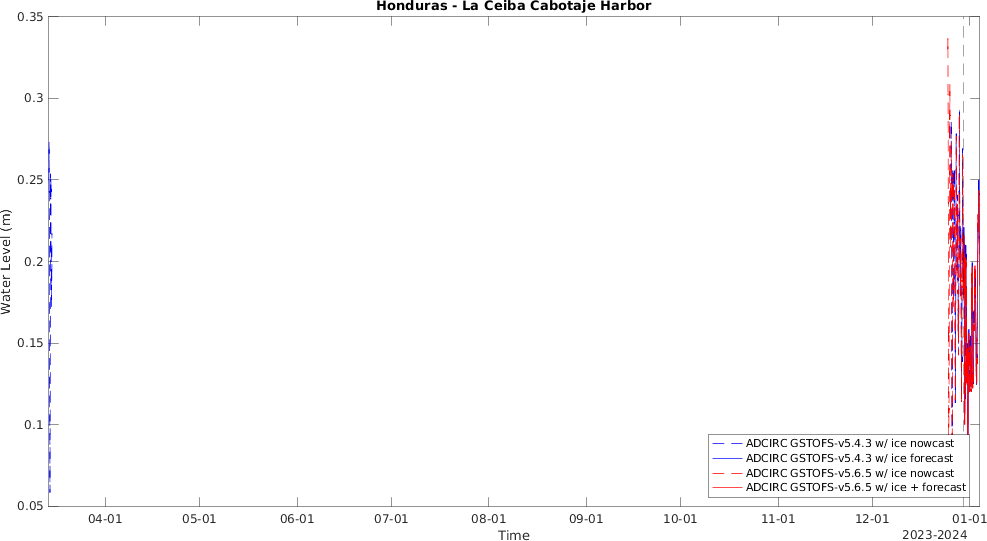 Honduras - La Ceiba Cabotaje Harbor
0.35
0.3
0.25
0.2
0.15
0.1
0.05
Water Level (m)
ADCIRC GSTOFS-v5.4.3 w/ ice nowcast
ADCIRC GSTOFS-v5.4.3 w/ ice forecast
ADCIRC GSTOFS-v5.6.5 w/ ice nowcast
ADCIRC GSTOFS-v5.6.5 w/ ice + forecast
04-01 05-01 06-01 07-01 08-01 09-01 10-01 11-01 12-01 01-01
Time
2023-2024